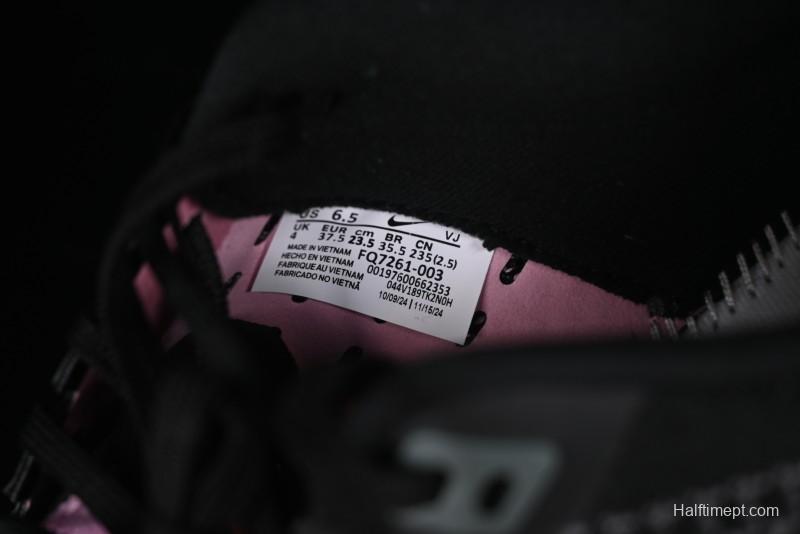 US 6.5
UK EUR cm BR CN VJ
4 37.5 23.5 35.5 235(2.5)
MADE IN VIETNAM FQ7261-003
HECHO EN VIETNAM 00197600662353
FABRIQUE AU VIETNAM 044V189TKZN0H
FABRICADO NO VIETNÃ 10/09/24 | 11/15/24
Halftimept.com